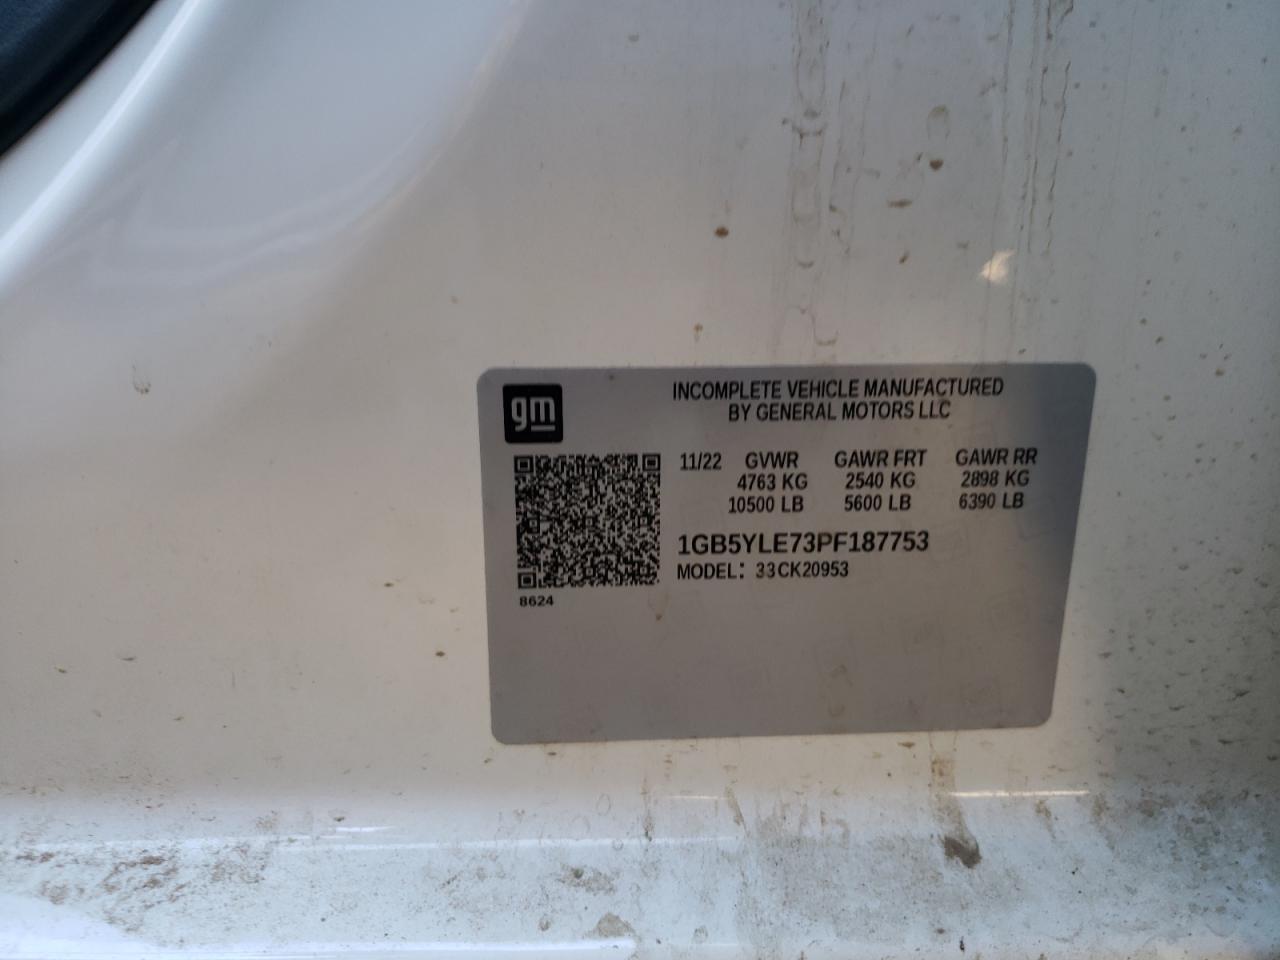 gm
INCOMPLETE VEHICLE MANUFACTURED
BY GENERAL MOTORS LLC
11/22 GVWR GAWR FRT GAWR RR
4763 KG 2540 KG 2898 KG
10500 LB 5600 LB 6390 LB
1GB5YLE73PF187753
MODEL: 33CK20953
8624